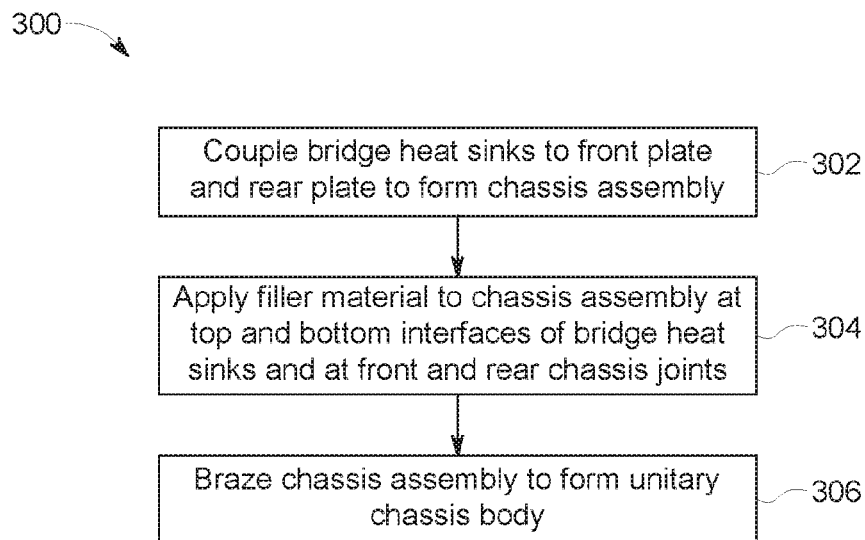 300
Couple bridge heat sinks to front plate
and rear plate to form chassis assembly
302
Apply filler material to chassis assembly at
top and bottom interfaces of bridge heat
sinks and at front and rear chassis joints
304
Braze chassis assembly to form unitary
chassis body
306